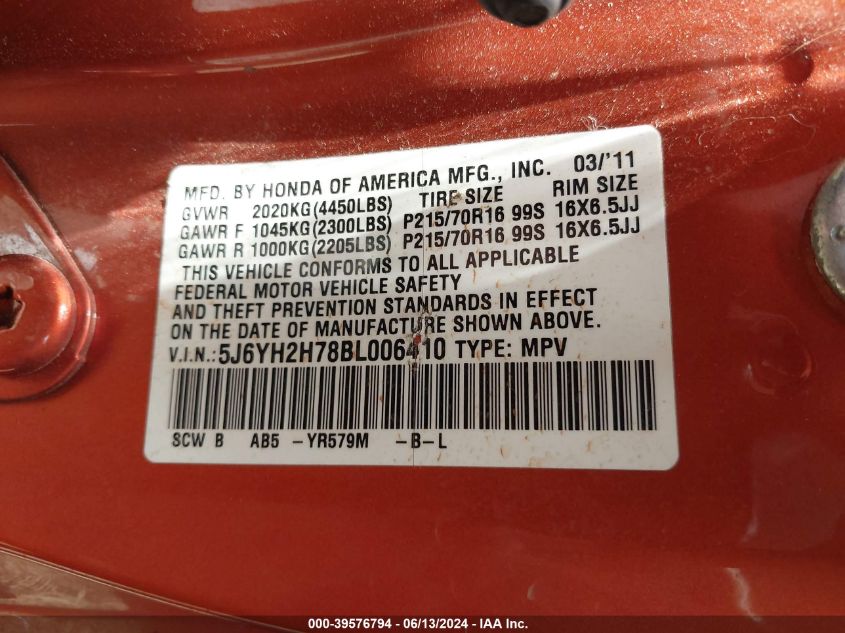 MFD. BY HONDA OF AMERICA MFG., INC. 03/'11
GVWR 2020KG(4450LBS) TIRE SIZE RIM SIZE
GAWR F 1045KG(2300LBS) P215/70R16 99S 16X6.5JJ
GAWR R 1000KG(2205LBS) P215/70R16 99S 16X6.5JJ
THIS VEHICLE CONFORMS TO ALL APPLICABLE
FEDERAL MOTOR VEHICLE SAFETY
AND THEFT PREVENTION STANDARDS IN EFFECT
ON THE DATE OF MANUFACTURE SHOWN ABOVE.
V.I.N.:5J6YH2H78BL006410 TYPE: MPV
SCW B AB5 -YR579M -B-L
000-39576794 - 06/13/2024 - IAA Inc.